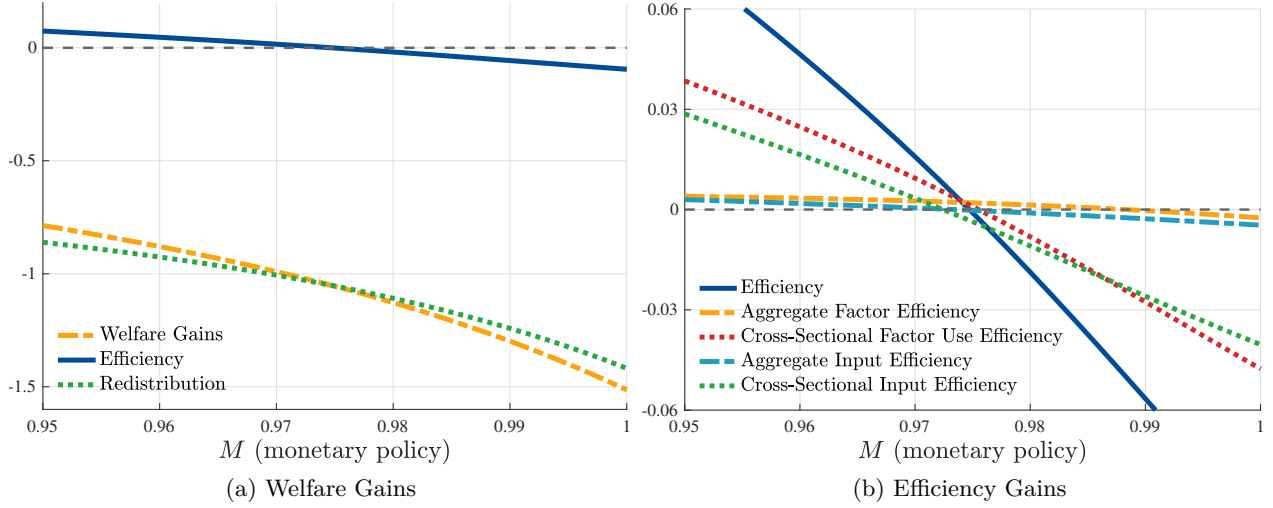 0
-0.5
-1
-1.5
Welfare Gains
Efficiency
Redistribution
0.95 0.96 0.97 0.98 0.99 1
M (monetary policy)
(a) Welfare Gains
0.06
0.03
0
-0.03
-0.06
Efficiency
Aggregate Factor Efficiency
Cross-Sectional Factor Use Efficiency
Aggregate Input Efficiency
Cross-Sectional Input Efficiency
0.95 0.96 0.97 0.98 0.99 1
M (monetary policy)
(b) Efficiency Gains